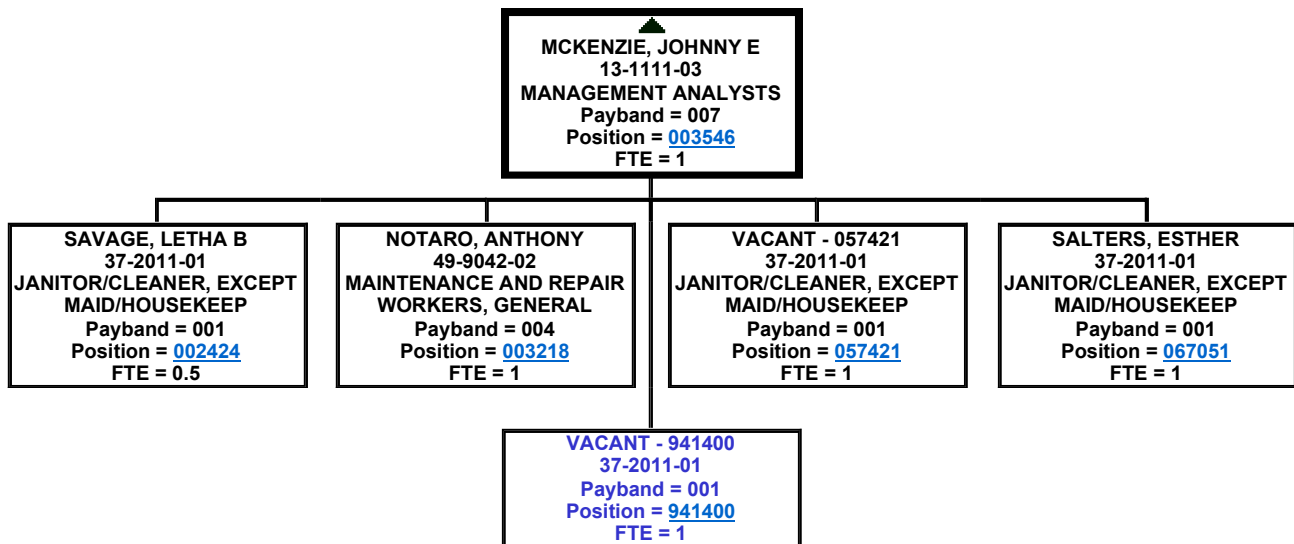 MCKENZIE, JOHNNY E
13-1111-03
MANAGEMENT ANALYSTS
Payband = 007
Position = 003546
FTE = 1
SAVAGE, LETHA B
37-2011-01
JANITOR/CLEANER, EXCEPT
MAID/HOUSEKEEP
Payband = 001
Position = 002424
FTE = 0.5
NOTARO, ANTHONY
49-9042-02
MAINTENANCE AND REPAIR
WORKERS, GENERAL
Payband = 004
Position = 003218
FTE = 1
VACANT - 057421
37-2011-01
JANITOR/CLEANER, EXCEPT
MAID/HOUSEKEEP
Payband = 001
Position = 057421
FTE = 1
SALTERS, ESTHER
37-2011-01
JANITOR/CLEANER, EXCEPT
MAID/HOUSEKEEP
Payband = 001
Position = 067051
FTE = 1
VACANT - 941400
37-2011-01
Payband = 001
Position = 941400
FTE = 1